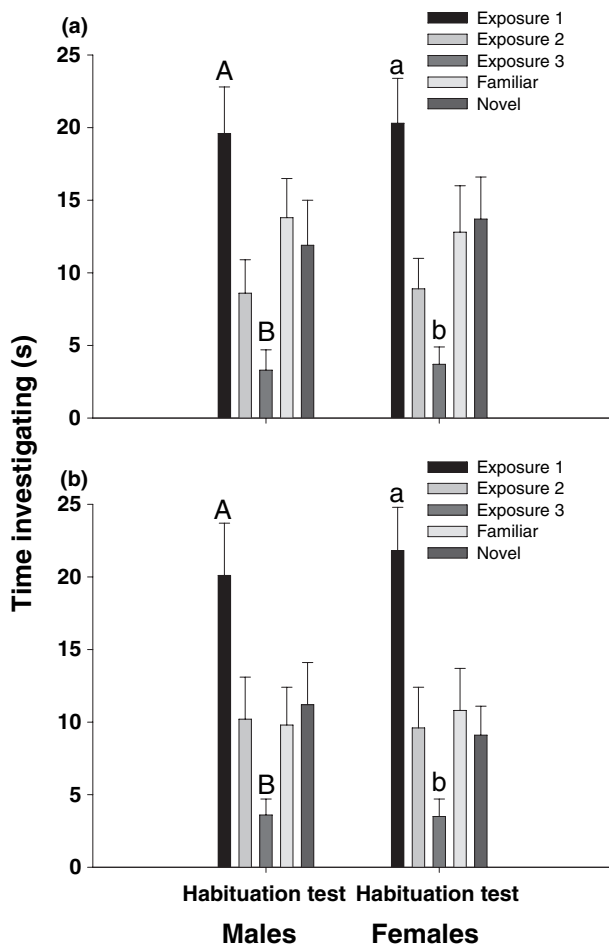 (a)
Exposure 1
Exposure 2
Exposure 3
Familiar
Novel
25
20
15
10
5
0
A
B
a
b
Time investigating (s)
(b)
Exposure 1
Exposure 2
Exposure 3
Familiar
Novel
25
20
15
10
5
0
A
B
a
b
Habituation test Habituation test
Males Females